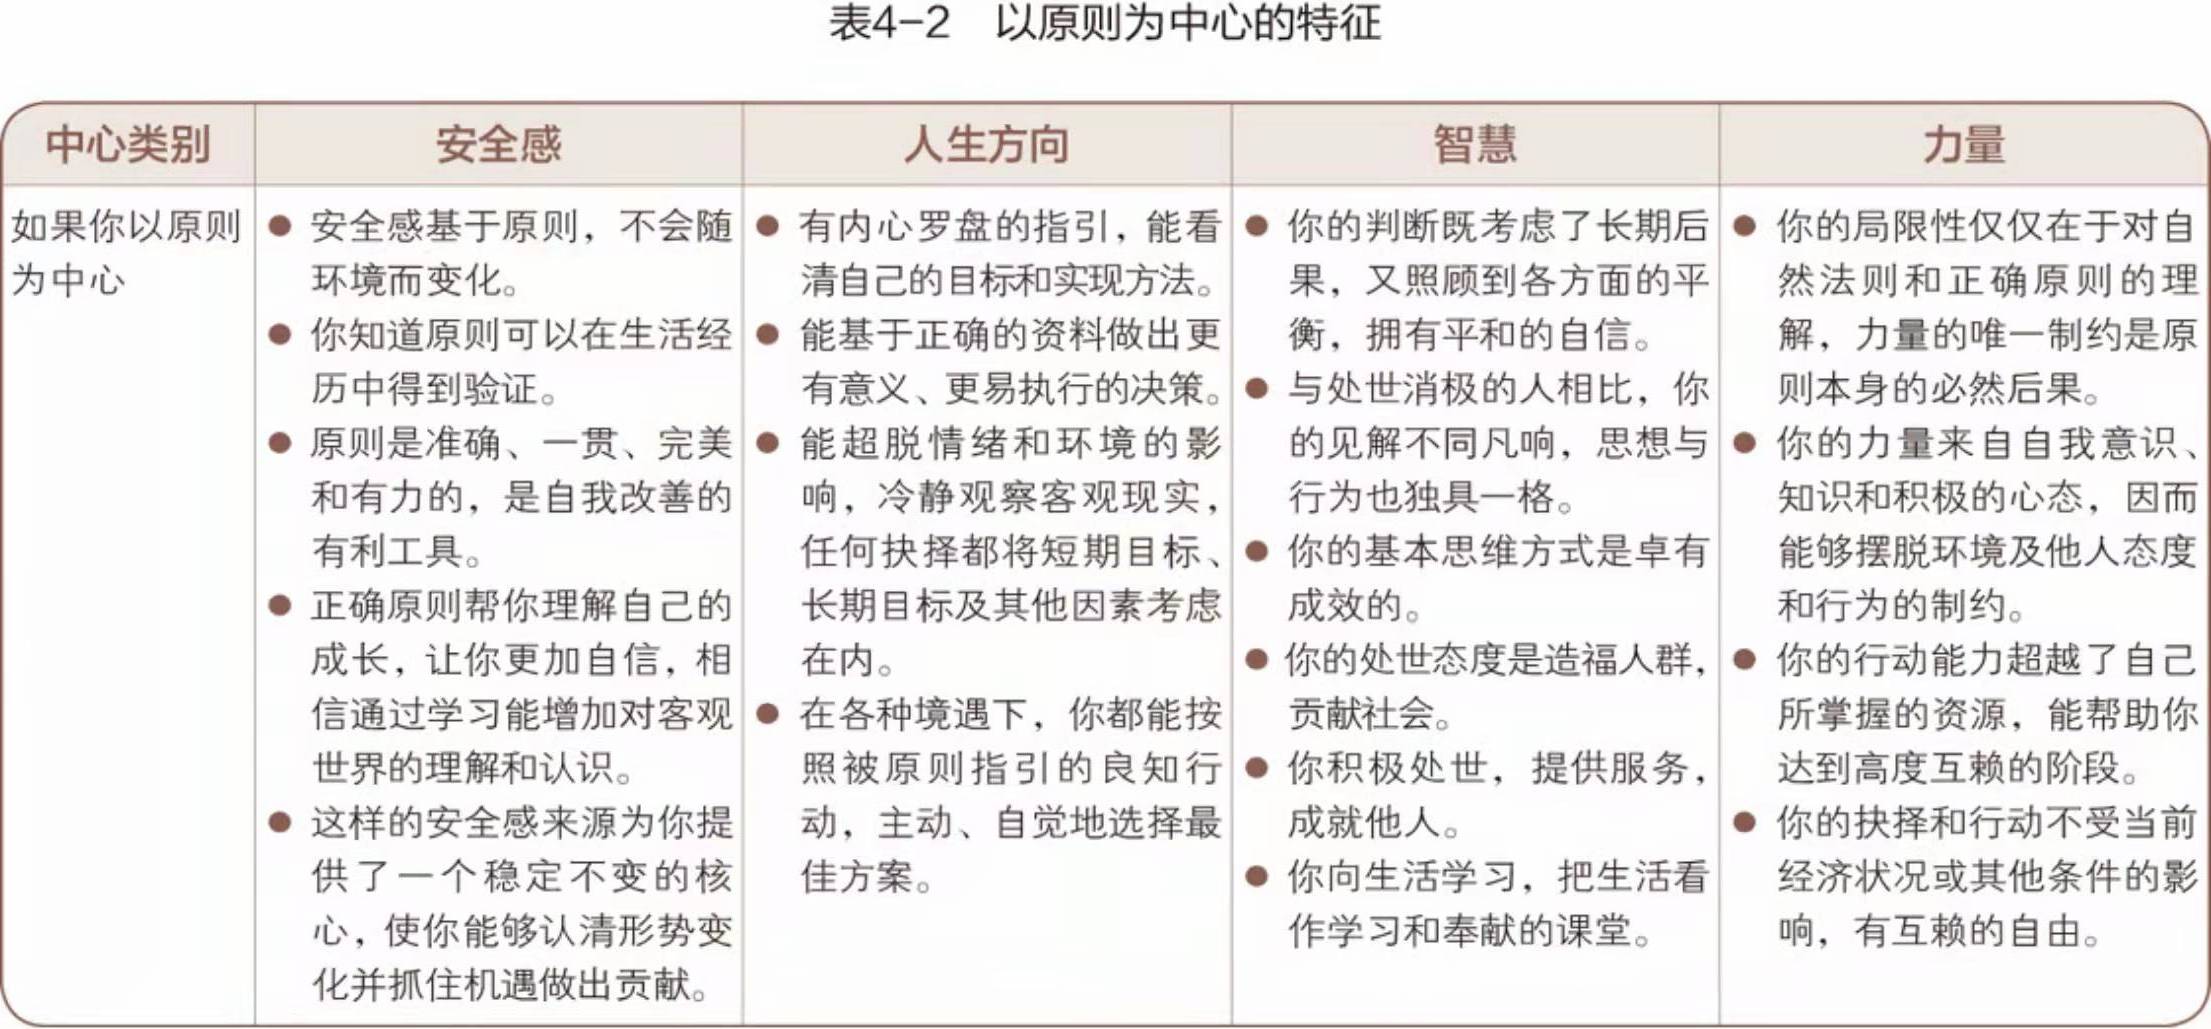 表4-2 以原则为中心的特征
中心类别
安全感
人生方向
智慧
力量
如果你以原则
为中心
● 安全感基于原则，不会随
环境而变化。
● 你知道原则可以在生活经
历中得到验证。
● 原则是准确、一贯、完美
和有力的，是自我改善的
有利工具。
● 正确原则帮你理解自己的
成长，让你更加自信，相
信通过学习能增加对客观
世界的理解和认识。
● 这样的安全感来源为你提
供了一个稳定不变的核
心，使你能够认清形势变
化并抓住机遇做出贡献。
● 有内心罗盘的指引，能看
清自己的目标和实现方法。
● 能基于正确的资料做出更
有意义、更易执行的决策。
● 能超脱情绪和环境的影
响，冷静观察客观现实，
任何抉择都将短期目标、
长期目标及其他因素考虑
在内。
● 在各种境遇下，你都能按
照被原则指引的良知行
动，主动、自觉地选择最
佳方案。
● 你的判断既考虑了长期后
果，又照顾到各方面的平
衡，拥有平和的自信。
● 与处世消极的人相比，你
的见解不同凡响，思想与
行为也独具一格。
● 你的基本思维方式是卓有
成效的。
● 你的处世态度是造福人群，
贡献社会。
● 你积极处世，提供服务，
成就他人。
● 你向生活学习，把生活看
作学习和奉献的课堂。
● 你的局限性仅仅在于对自
然法则和正确原则的理
解，力量的唯一制约是原
则本身的必然后果。
● 你的力量来自自我意识、
知识和积极的心态，因而
能够摆脱环境及他人态度
和行为的制约。
● 你的行动能力超越了自己
所掌握的资源，能帮助你
达到高度互赖的阶段。
● 你的抉择和行动不受当前
经济状况或其他条件的影
响，有互赖的自由。